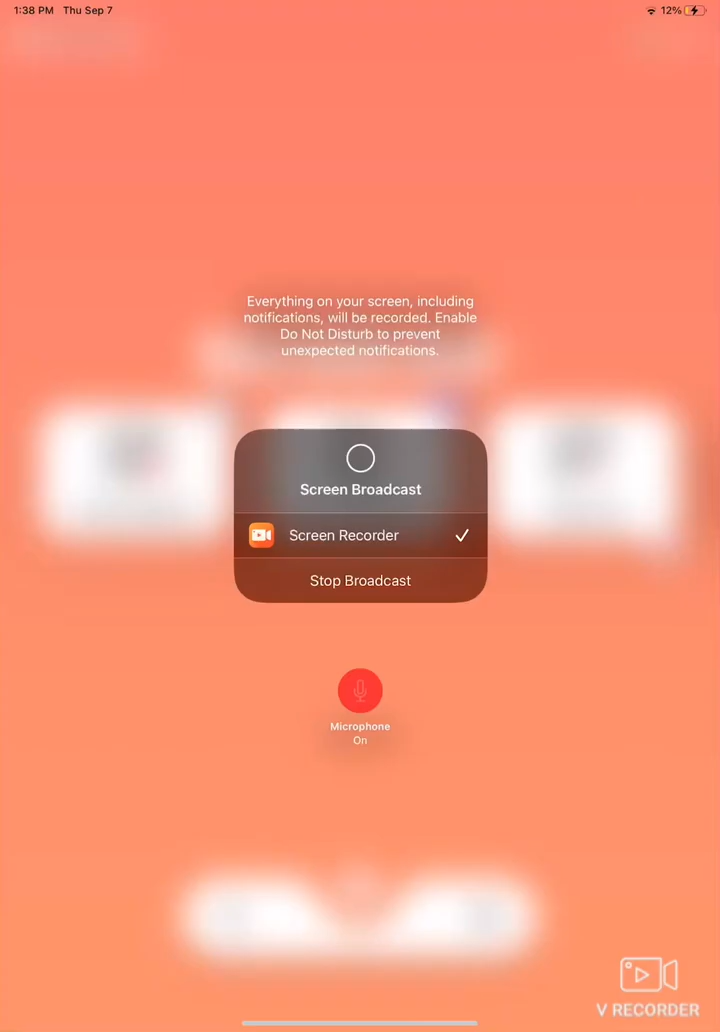 1:38 PM Thu Sep 7
12%
Everything on your screen, including
notifications, will be recorded. Enable
Do Not Disturb to prevent
unexpected notifications.
Screen Broadcast
Screen Recorder
Stop Broadcast
Microphone
On
V RECORDER